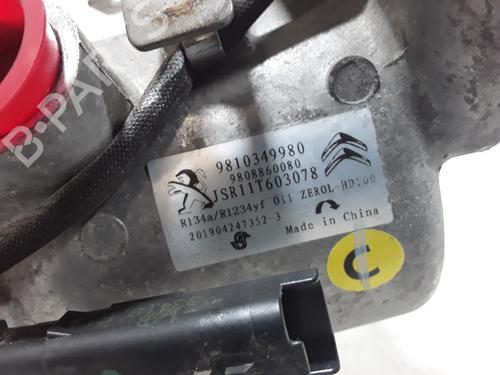 B-PARTS
9810349980
9808860080
JSR11T603078
R134a/R1234yf Oil ZEROL-HD100
201904247352-3
Made in China
C